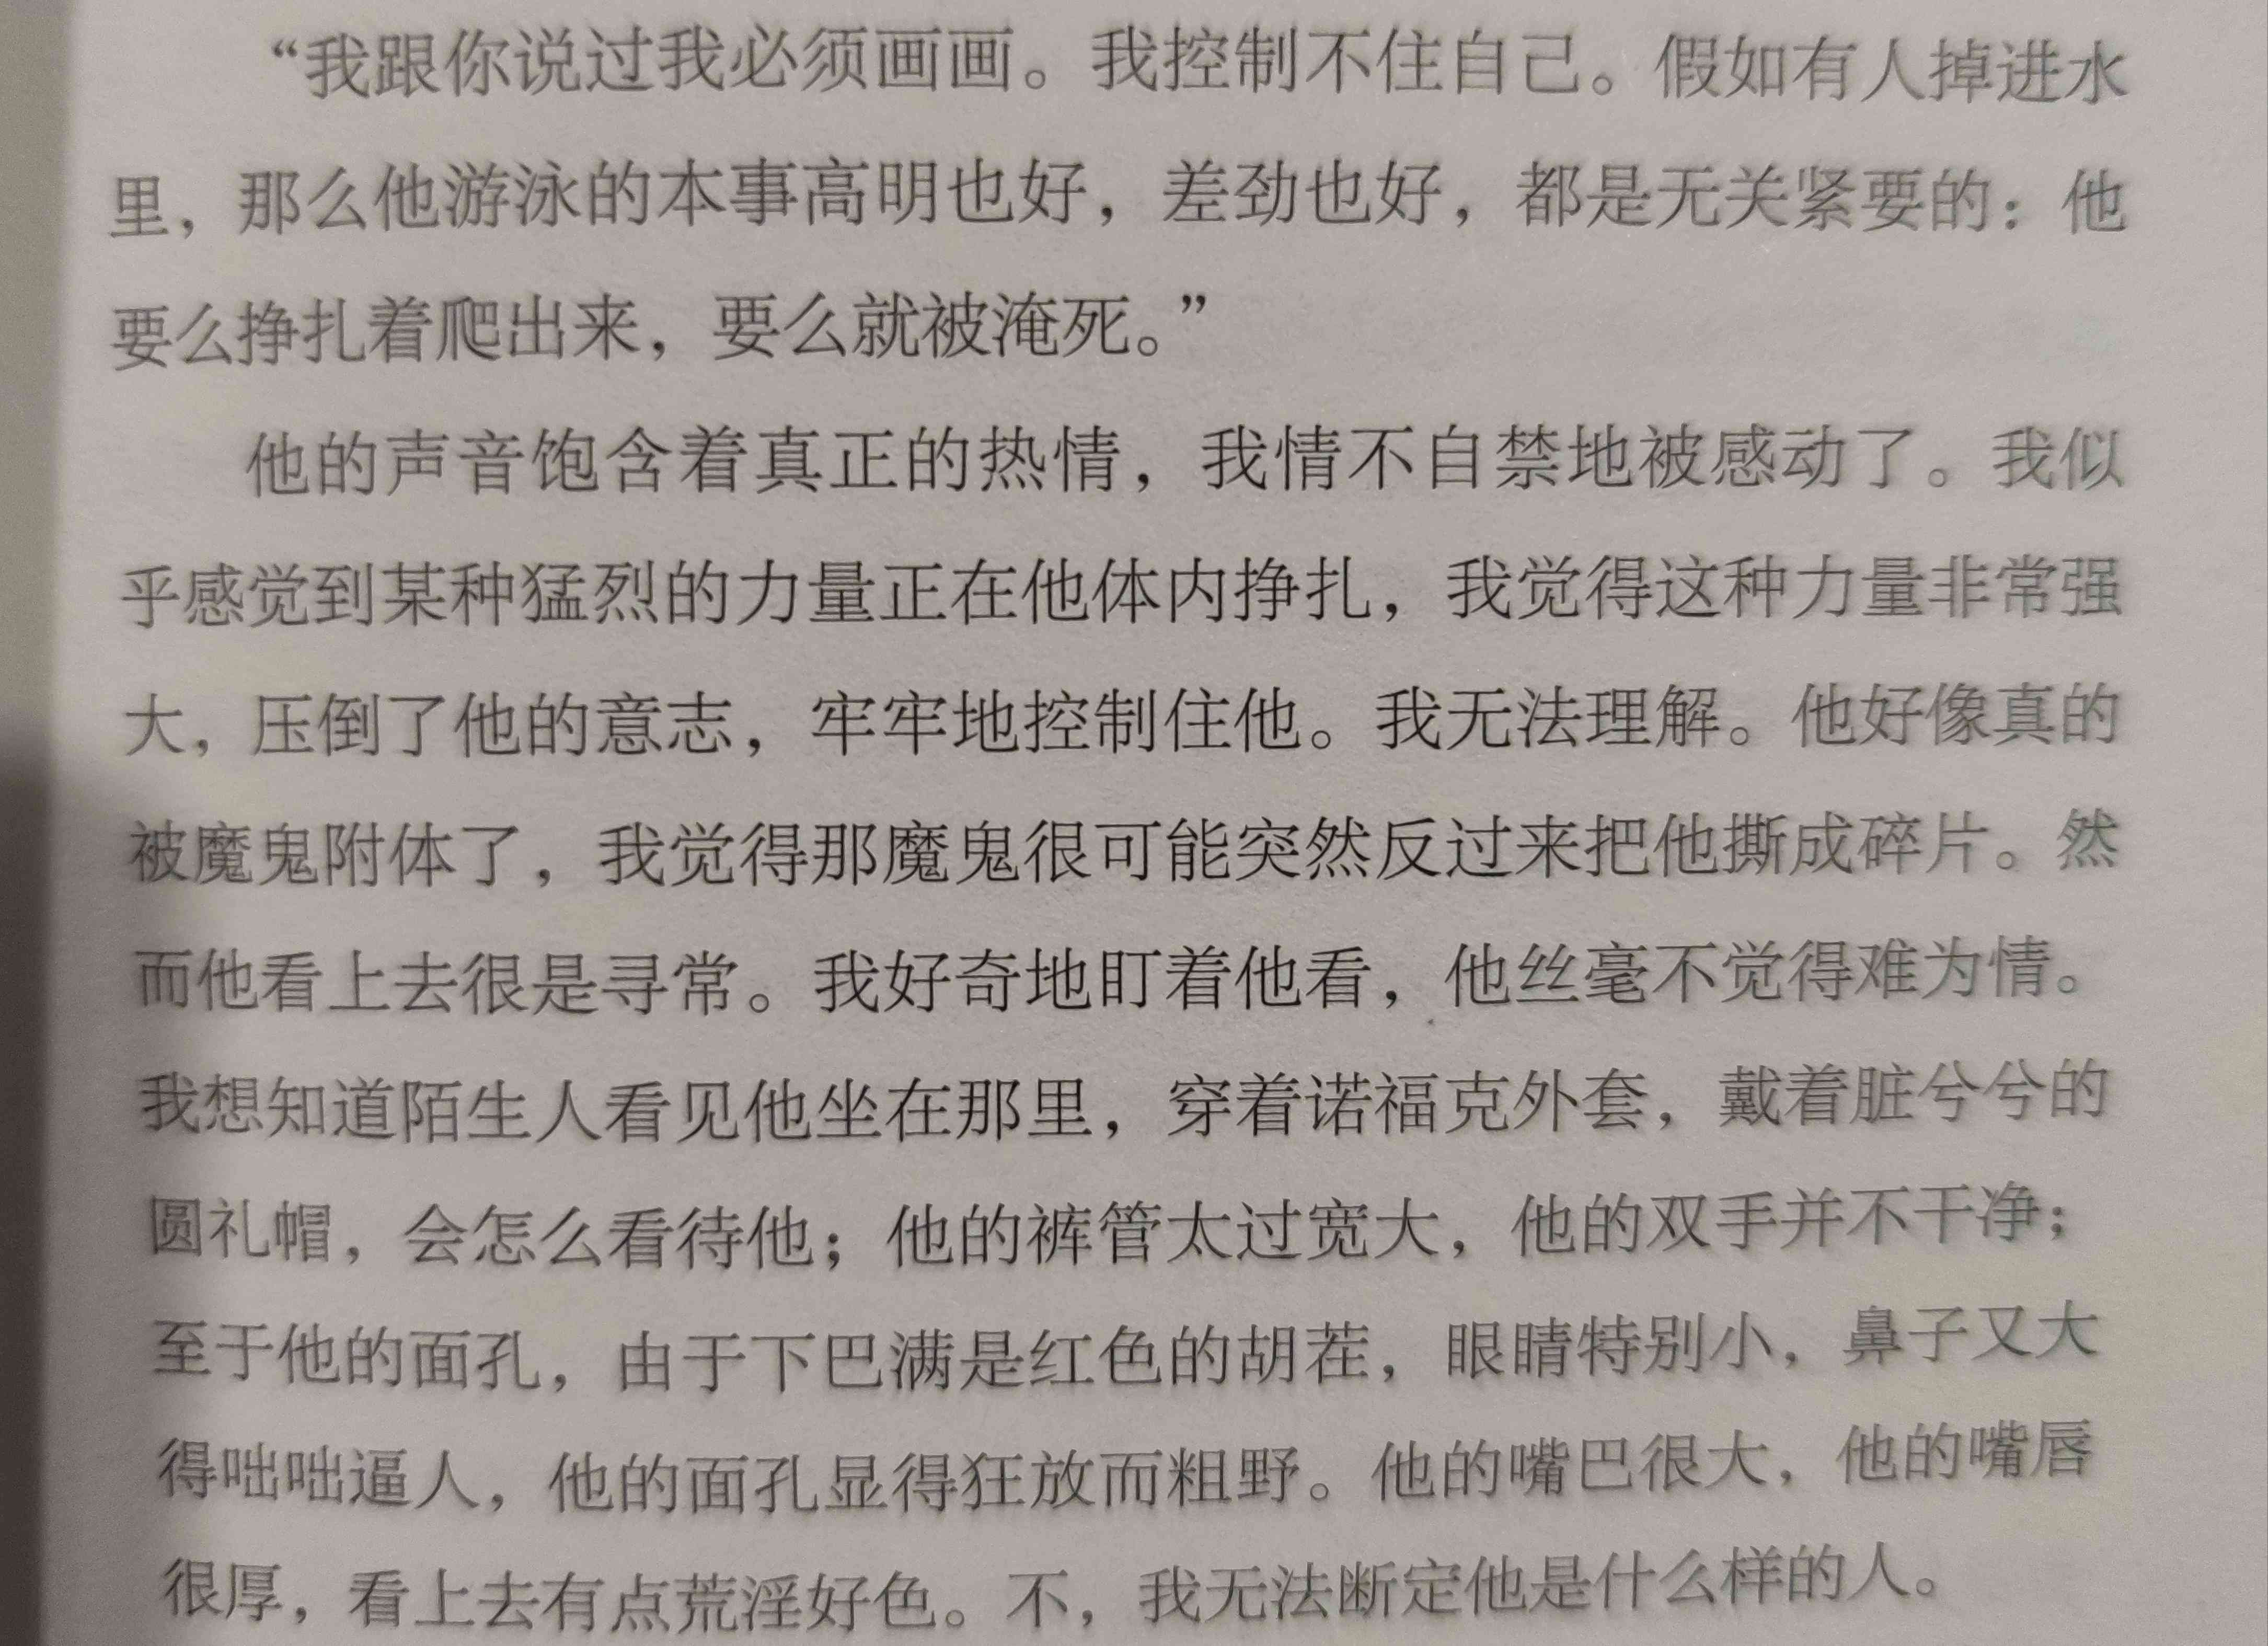 “我跟你说过我必须画画。我控制不住自己。假如有人掉进水
里，那么他游泳的本事高明也好，差劲也好，都是无关紧要的：他
要么挣扎着爬出来，要么就被淹死。”
他的声音饱含着真正的热情，我情不自禁地被感动了。我似
乎感觉到某种猛烈的力量正在他体内挣扎，我觉得这种力量非常强
大，压倒了他的意志，牢牢地控制住他。我无法理解。他好像真的
被魔鬼附体了，我觉得那魔鬼很可能突然反过来把他撕成碎片。然
而他看上去很是寻常。我好奇地盯着他看，他丝毫不觉得难为情。
我想知道陌生人看见他坐在那里，穿着诺福克外套，戴着脏兮兮的
圆礼帽，会怎么看待他；他的裤管太过宽大，他的双手并不干净；
至于他的面孔，由于下巴满是红色的胡茬，眼睛特别小，鼻子又大
得咄咄逼人，他的面孔显得狂放而粗野。他的嘴巴很大，他的嘴唇
很厚，看上去有点荒淫好色。不，我无法断定他是什么样的人。